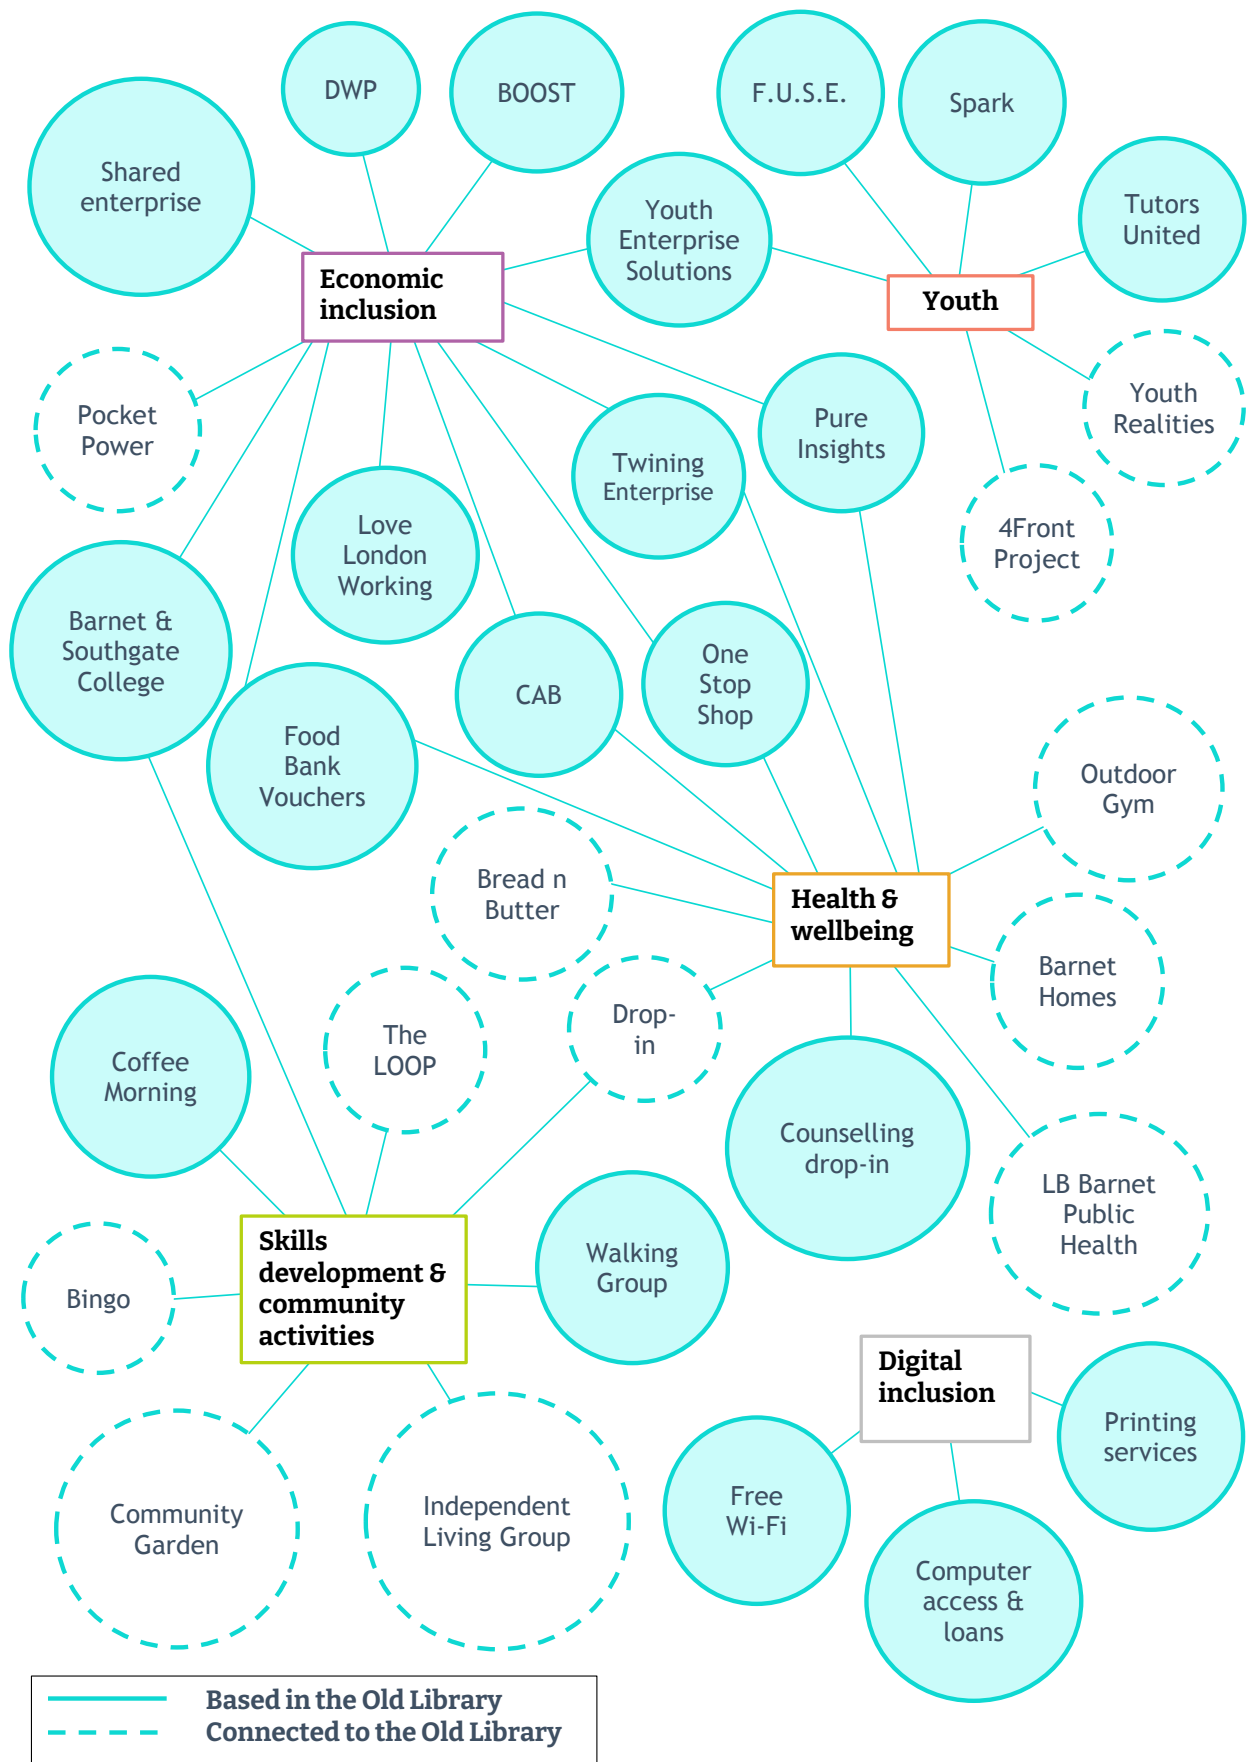 DWP
BOOST
F.U.S.E.
Spark
Shared
enterprise
Youth
Enterprise
Solutions
Tutors
United
Economic
inclusion
Youth
Pocket
Power
Pure
Insights
Youth
Realities
Twining
Enterprise
Love
London
Working
4Front
Project
Barnet &
Southgate
College
CAB
One
Stop
Shop
Food
Bank
Vouchers
Outdoor
Gym
Bread n
Butter
Health &
wellbeing
Barnet
Homes
The
LOOP
Drop-
in
Coffee
Morning
Counselling
drop-in
LB Barnet
Public
Health
Skills
development &
community
activities
Walking
Group
Bingo
Digital
inclusion
Printing
services
Community
Garden
Independent
Living Group
Free
Wi-Fi
Computer
access &
loans
Based in the Old Library
Connected to the Old Library